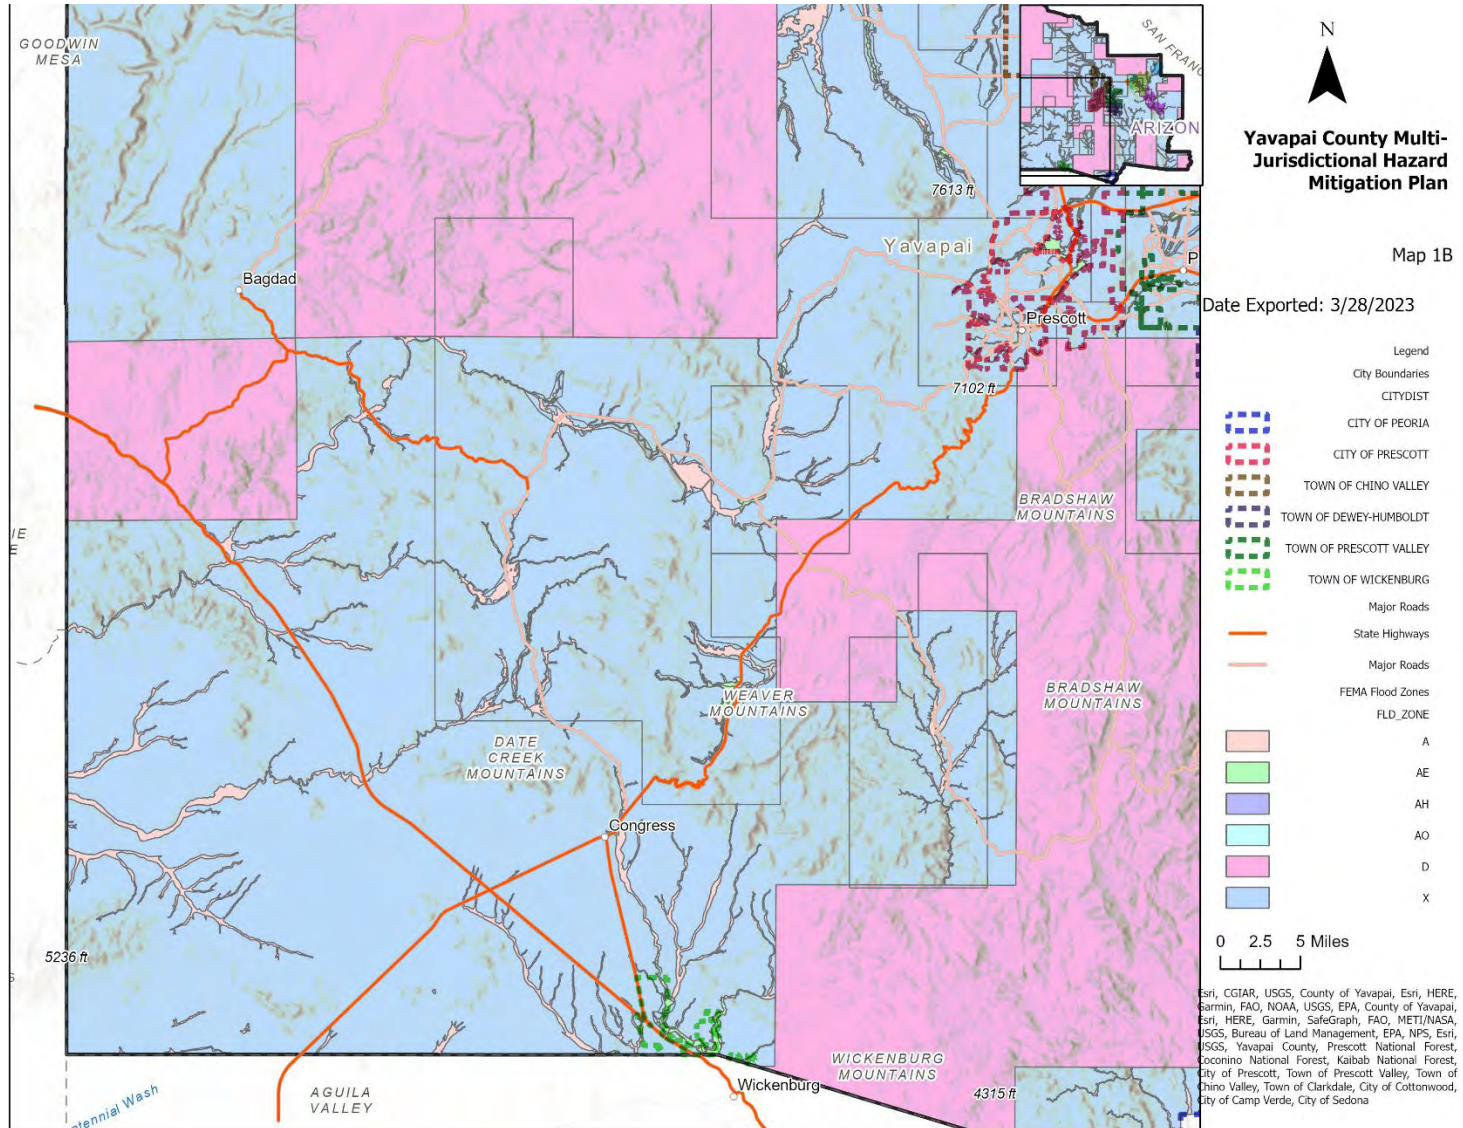 GOODWIN
MESA
7613 ft
Yavapai
Bagdad
Prescott
P
7102 ft
BRADSHAW
MOUNTAINS
IE
E
WEAVER
MOUNTAINS
BRADSHAW
MOUNTAINS
DATE
CREEK
MOUNTAINS
Congress
5236 ft
S
WICKENBURG
MOUNTAINS
Wickenburg
4315 ft
AGUILA
VALLEY
tennial Wash
SAN FRANC
ARIZON
N
Yavapai County Multi-
Jurisdictional Hazard
Mitigation Plan
Map 1B
Date Exported: 3/28/2023
Legend
City Boundaries
CITYDIST
CITY OF PEORIA
CITY OF PRESCOTT
TOWN OF CHINO VALLEY
TOWN OF DEWEY-HUMBOLDT
TOWN OF PRESCOTT VALLEY
TOWN OF WICKENBURG
Major Roads
State Highways
Major Roads
FEMA Flood Zones
FLD_ZONE
A
AE
AH
AO
D
X
0 2.5 5 Miles
Esri, CGIAR, USGS, County of Yavapai, Esri, HERE,
Garmin, FAO, NOAA, USGS, EPA, County of Yavapai,
Esri, HERE, Garmin, SafeGraph, FAO, METI/NASA,
USGS, Bureau of Land Management, EPA, NPS, Esri,
USGS, Yavapai County, Prescott National Forest,
Coconino National Forest, Kaibab National Forest,
City of Prescott, Town of Prescott Valley, Town of
Chino Valley, Town of Clarkdale, City of Cottonwood,
City of Camp Verde, City of Sedona